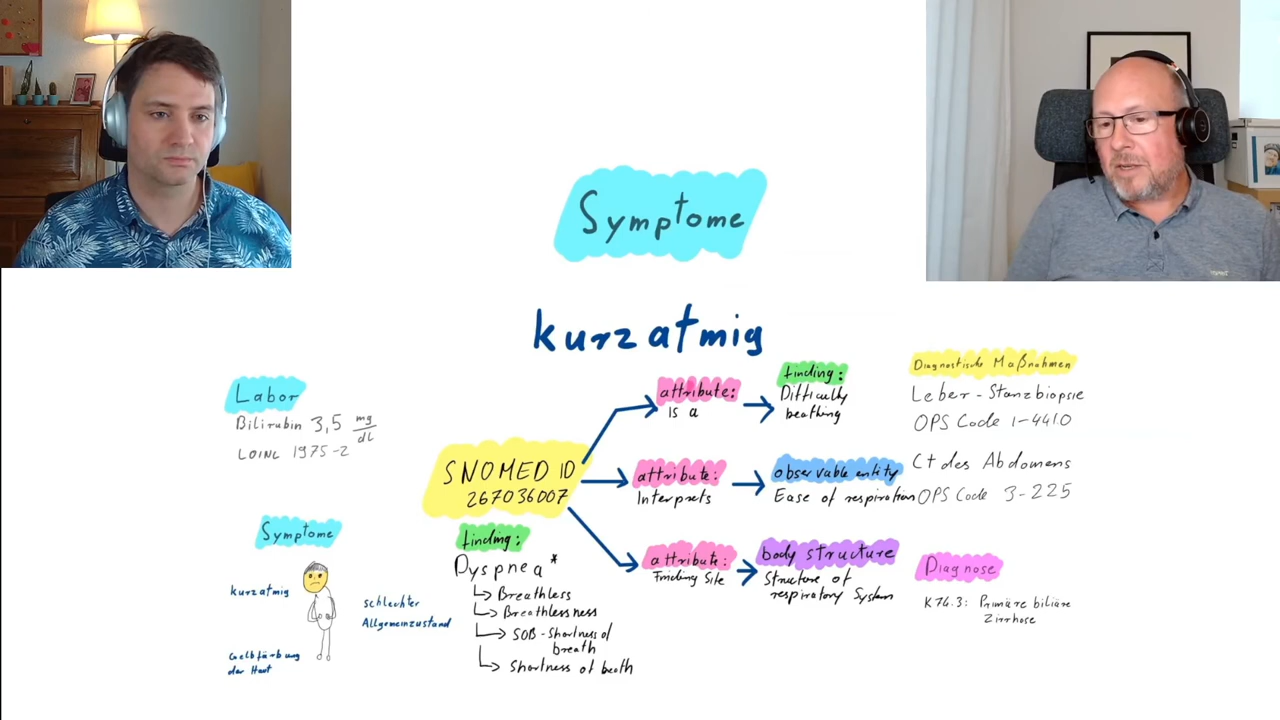 Symptome
kurzatmig
Labor
Bilirubin 3,5 mg/dL
LOINC 1975-2
Symptome
kurzatmig
schlechter
Allgemeinzustand
Gelbfärbung
der Haut
SNOMED ID
267036007
finding:
Dyspnea*
Breathless
Breathlessness
SOB - Shortness of
breath
Shortness of beath
attribute:
Is a
finding:
Difficulty
beathing
attribute:
Interprets
observable entity
Ease of respiration
attribute:
Finding Site
body structure
Structure of
respiratory System
Diagnostische Maßnahmen
Leber-Stanzbiopsie
OPS Code 1-4410
Ct des Abdomens
OPS Code 3-225
Diagnose
K74.3: Primäre biliäre
Zirrhose